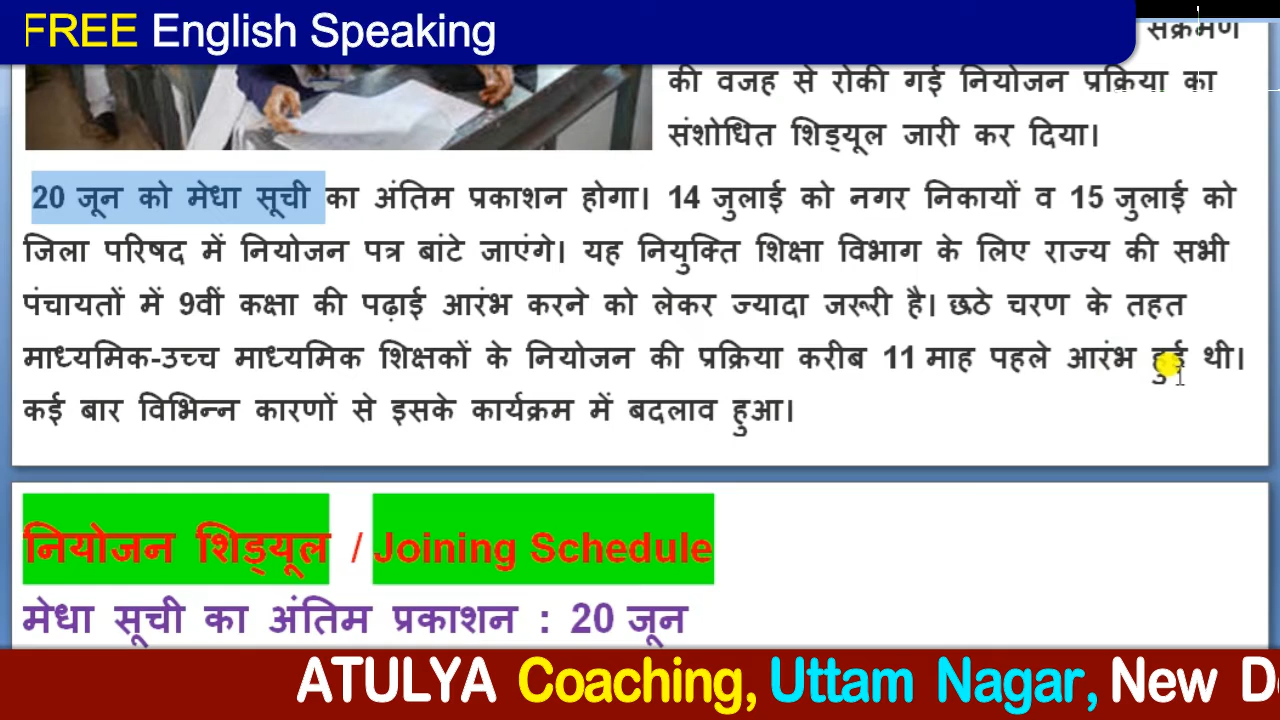 FREE English Speaking
संक्रमण
की वजह से रोकी गई नियोजन प्रक्रिया का
संशोधित शिड्यूल जारी कर दिया।
20 जून को मेधा सूची का अंतिम प्रकाशन होगा। 14 जुलाई को नगर निकायों व 15 जुलाई को
जिला परिषद में नियोजन पत्र बांटे जाएंगे। यह नियुक्ति शिक्षा विभाग के लिए राज्य की सभी
पंचायतों में 9वीं कक्षा की पढ़ाई आरंभ करने को लेकर ज्यादा जरूरी है। छठे चरण के तहत
माध्यमिक-उच्च माध्यमिक शिक्षकों के नियोजन की प्रक्रिया करीब 11 माह पहले आरंभ हुई थी।
कई बार विभिन्न कारणों से इसके कार्यक्रम में बदलाव हुआ।
नियोजन शिड्यूल / Joining Schedule
मेधा सूची का अंतिम प्रकाशन : 20 जून
ATULYA Coaching, Uttam Nagar, New D